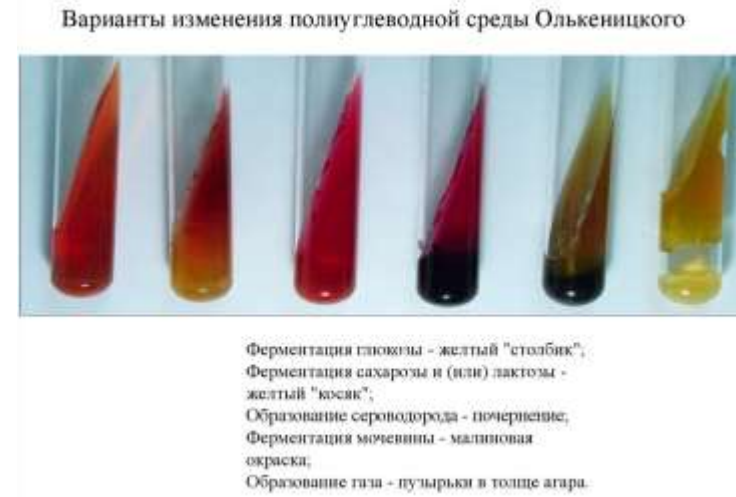 Варианты изменения полиуглеводной среды Олькеницкого
Ферментация глюкозы - желтый "столбик";
Ферментация сахарозы и (или) лактозы -
желтый "косяк";
Образование сероводорода - почернение;
Ферментация мочевины - малиновая
окраска;
Образование газа - пузырьки в толще агара.